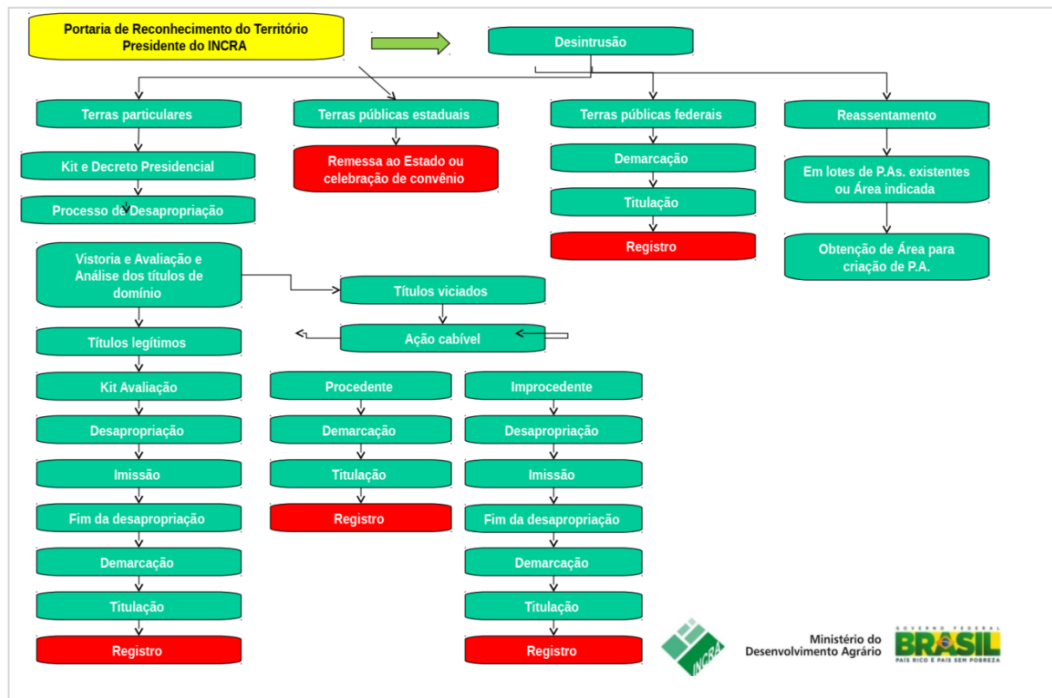 Portaria de Reconhecimento do Território
Presidente do INCRA
Desintrusão
Terras particulares
Terras públicas estaduais
Terras públicas federais
Reassentamento
Kit e Decreto Presidencial
Remessa ao Estado ou
celebração de convênio
Demarcação
Em lotes de P.As. existentes
ou Área indicada
Processo de Desapropriação
Titulação
Registro
Obtenção de Área para
criação de P.A.
Vistoria e Avaliação e
Análise dos títulos de
domínio
Títulos viciados
Ação cabível
Títulos legítimos
Kit Avaliação
Desapropriação
Imissão
Fim da desapropriação
Demarcação
Titulação
Registro
Procedente
Demarcação
Titulação
Registro
Improcedente
Desapropriação
Imissão
Fim da desapropriação
Demarcação
Titulação
Registro
INCRA
Ministério do
Desenvolvimento Agrário
GOVERNO FEDERAL
BRASIL
PAÍS RICO É PAÍS SEM POBREZA